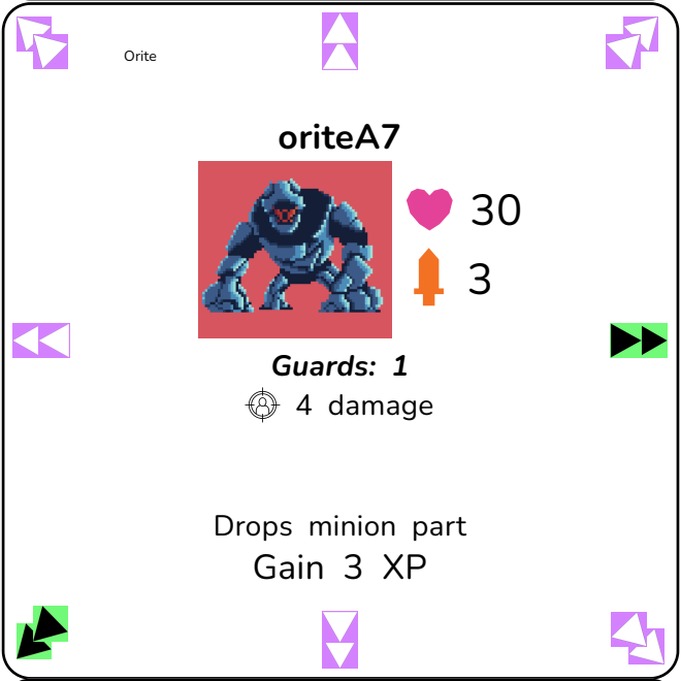 Orite
oriteA7
30
3
Guards: 1
4 damage
Drops minion part
Gain 3 XP